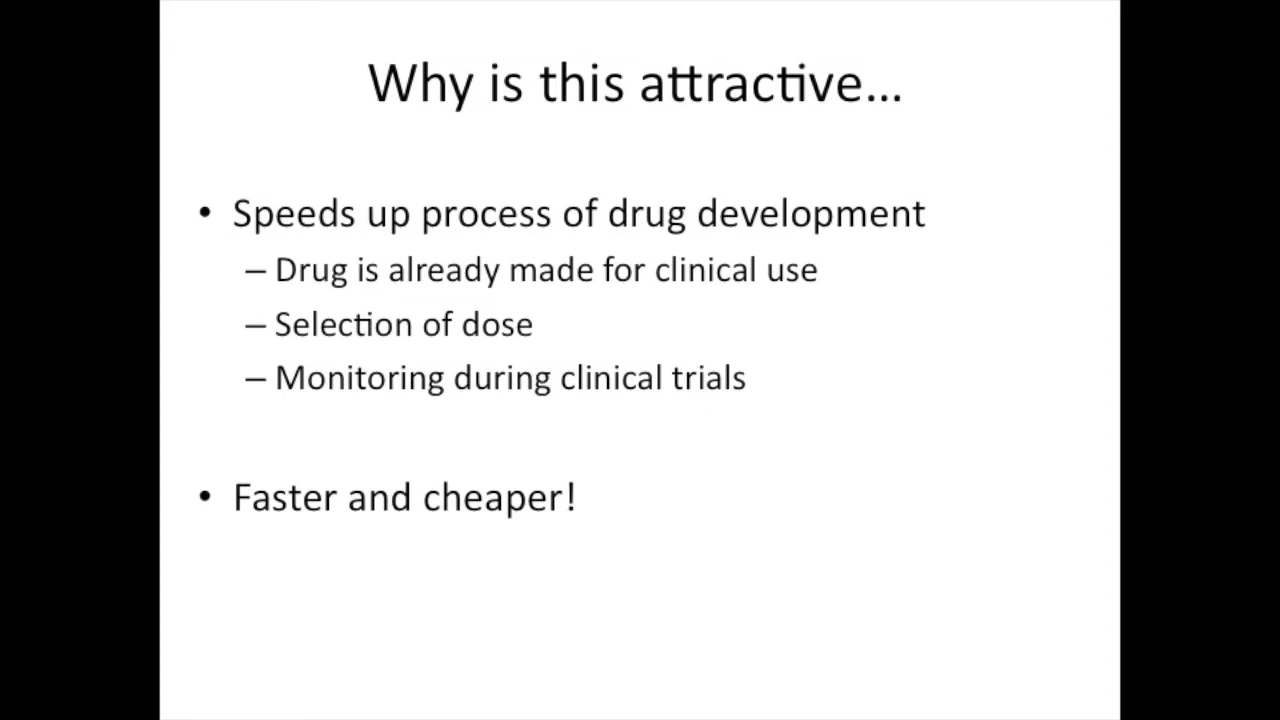 Why is this attractive...
• Speeds up process of drug development
– Drug is already made for clinical use
– Selection of dose
– Monitoring during clinical trials
• Faster and cheaper!